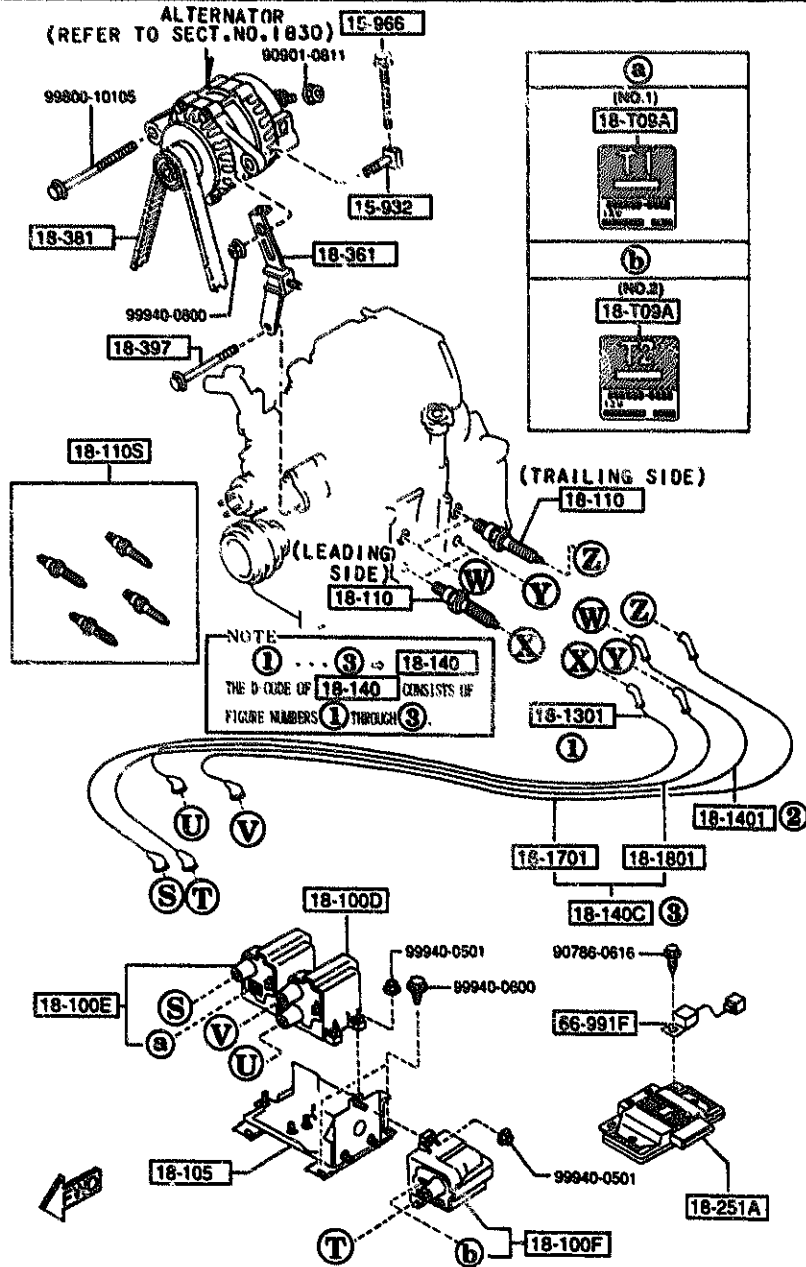 ALTERNATOR
(REFER TO SECT.NO.1830)
15-966
90901-0811
99800-10105
15-932
18-381
18-361
99940-0800
18-397
a
(NO.1)
18-T09A
T1
b
(NO.2)
18-T09A
T2
18-110S
(TRAILING SIDE)
18-110
Z
(LEADING
SIDE)
W
Y
18-110
X
W Z
X Y
NOTE
1 ... 3 ⇨ 18-140
THE D CODE OF 18-140 CONSISTS OF
FIGURE NUMBERS 1 THROUGH 3.
18-1301
1
U V
18-1401 2
S T
18-1701 18-1801
18-140C 3
18-100D
99940-0501
90786-0616
99940-0600
18-100E
S
a
V
U
66-991F
18-105
99940-0501
18-251A
FWD
T
b
18-100F